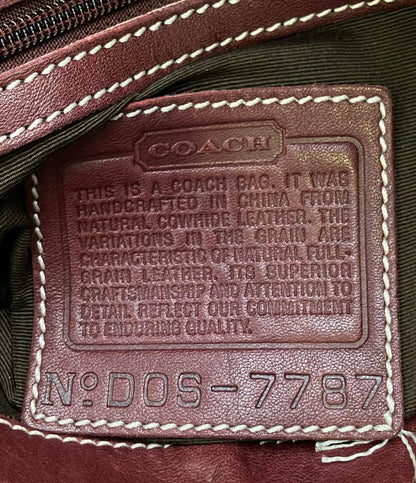 COACH
THIS IS A COACH BAG. IT WAS
HANDCRAFTED IN CHINA FROM
NATURAL COWHIDE LEATHER. THE
VARIATIONS IN THE GRAIN ARE
CHARACTERISTIC OF NATURAL FULL-
GRAIN LEATHER. ITS SUPERIOR
CRAFTSMANSHIP AND ATTENTION TO
DETAIL REFLECT OUR COMMITMENT
TO ENDURING QUALITY.
Nº DOS-7787